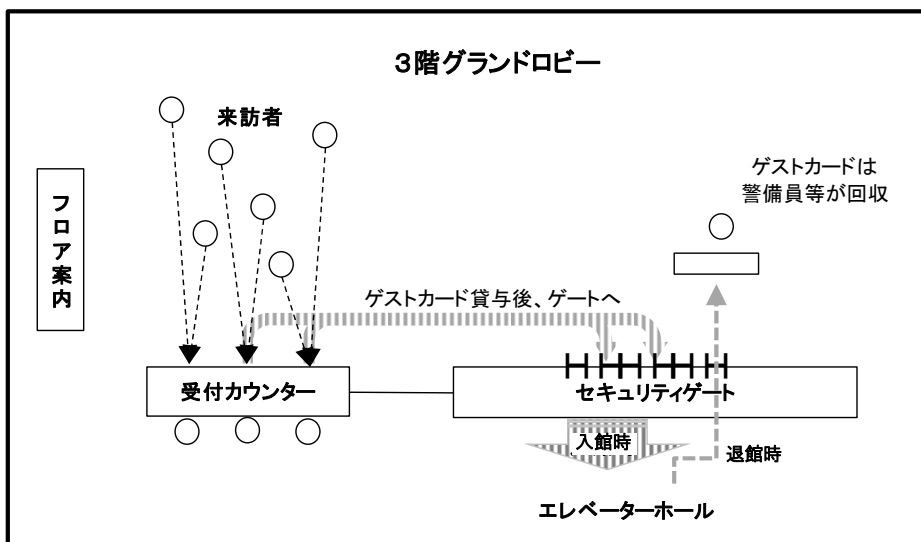 ３階グランドロビー
来訪者
フロア案内
ゲストカードは
警備員等が回収
ゲストカード貸与後、ゲートへ
受付カウンター
セキュリティゲート
入館時
退館時
エレベーターホール